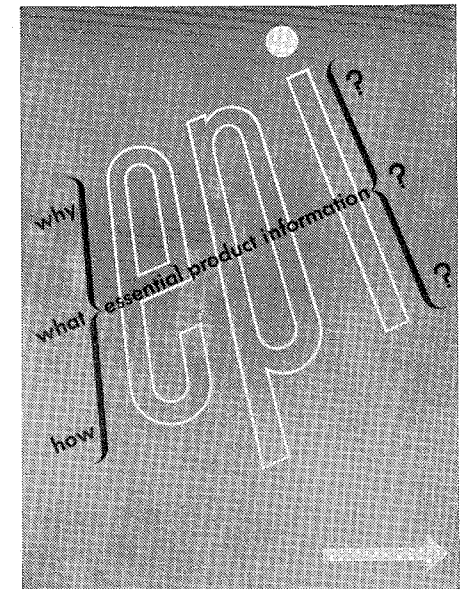 epi
why
what
how
essential product information
?
?
?